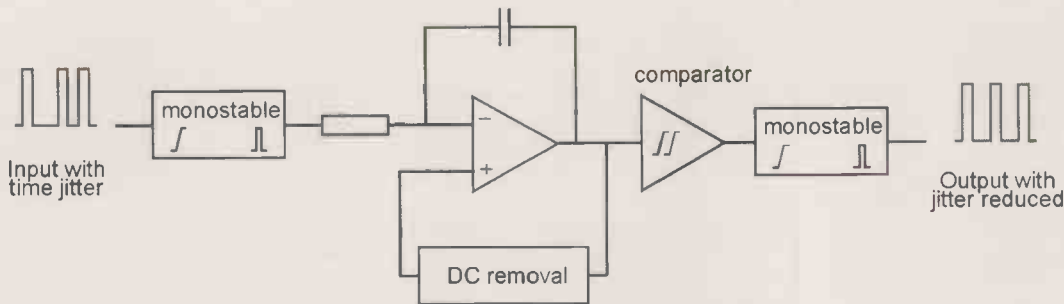 Input with
time jitter
monostable
−
+
DC removal
comparator
monostable
Output with
jitter reduced